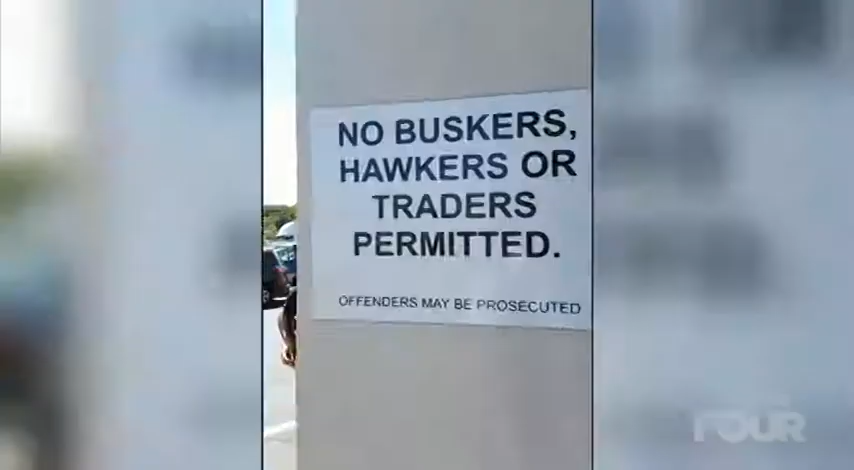 NO BUSKERS,
HAWKERS OR
TRADERS
PERMITTED.
OFFENDERS MAY BE PROSECUTED
FOUR